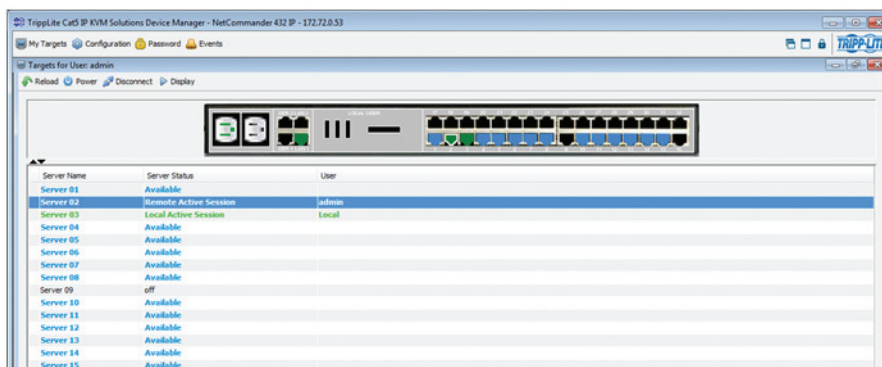 TrippLite Cat5 IP KVM Solutions Device Manager - NetCommander 432 IP - 172.72.0.53
My Targets Configuration Password Events
TRIPP-LITE
Targets for User: admin
Reload Power Disconnect Display
LOCAL USER
Server Name Server Status User
Server 01 Available
Server 02 Remote Active Session admin
Server 03 Local Active Session Local
Server 04 Available
Server 05 Available
Server 06 Available
Server 07 Available
Server 08 Available
Server 09 off
Server 10 Available
Server 11 Available
Server 12 Available
Server 13 Available
Server 14 Available
Server 15 Available